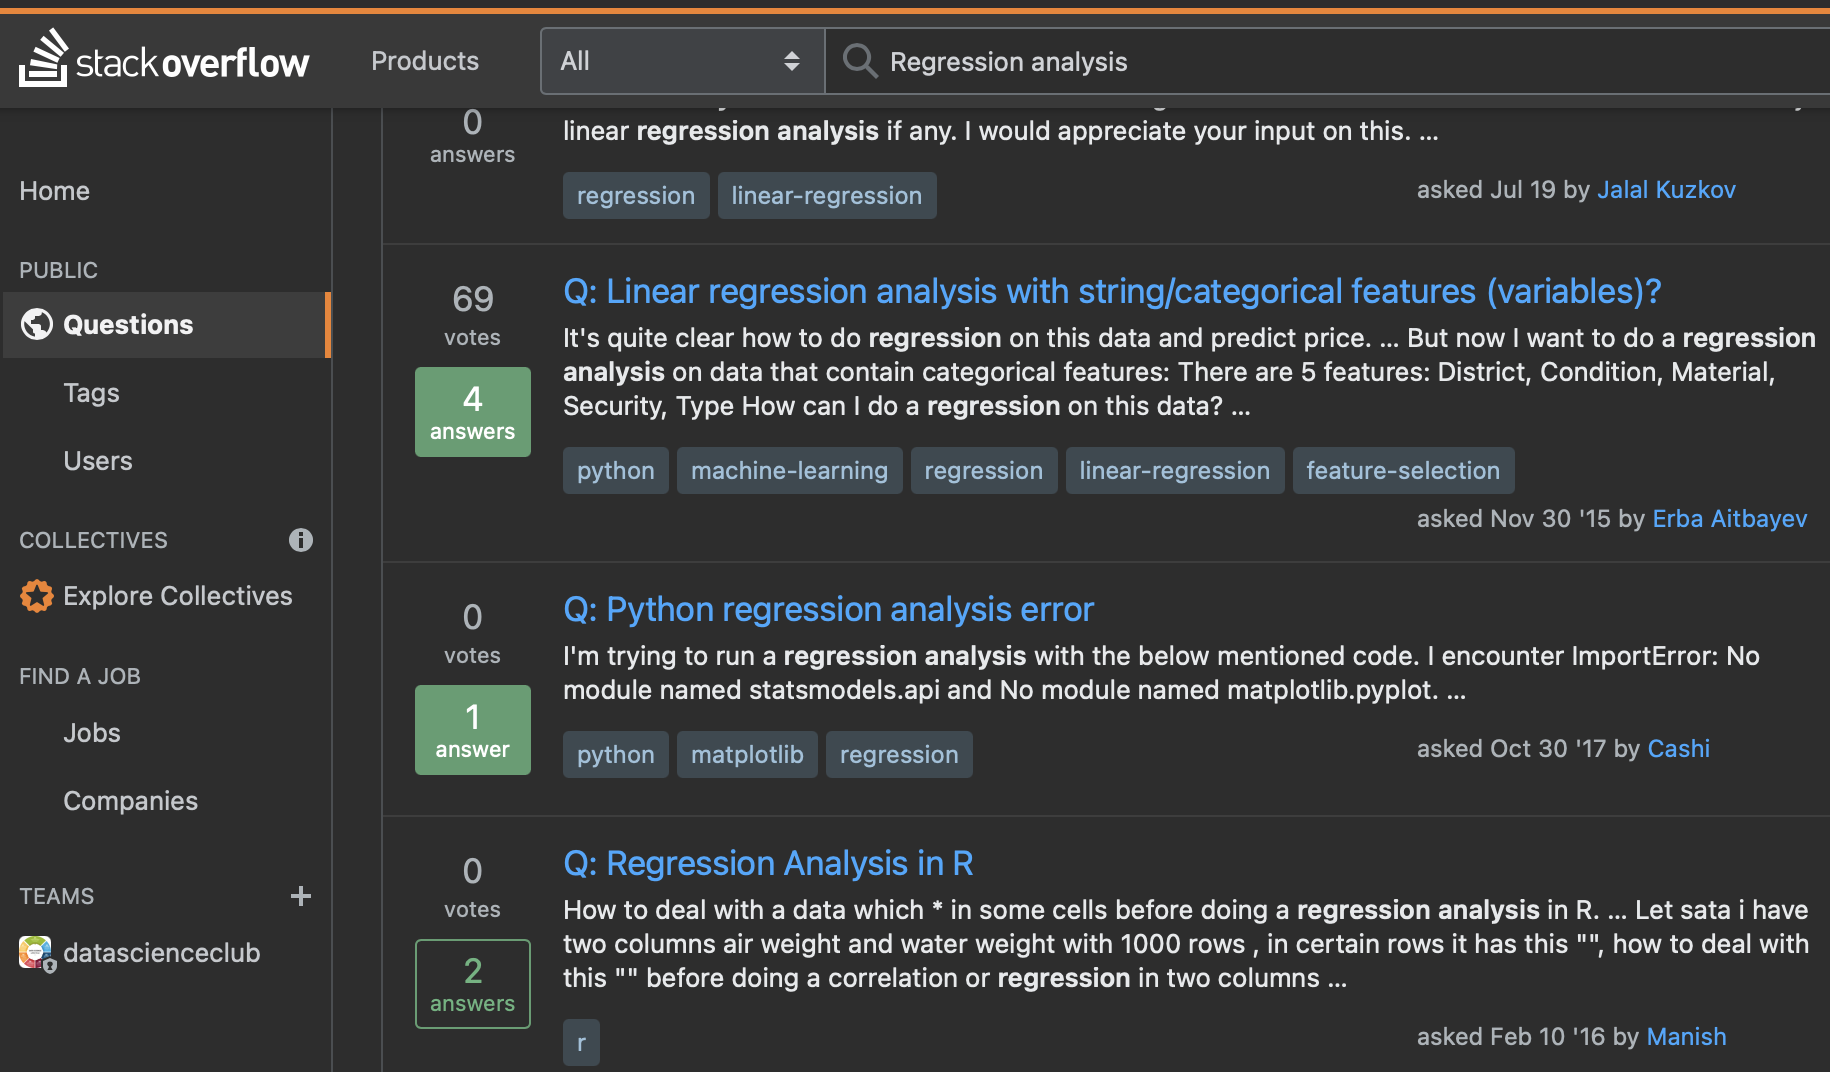 stackoverflow
Products
All
Regression analysis
Home
PUBLIC
Questions
Tags
Users
COLLECTIVES
Explore Collectives
FIND A JOB
Jobs
Companies
TEAMS
datascienceclub
0
answers
linear regression analysis if any. I would appreciate your input on this. ...
regression linear-regression
asked Jul 19 by Jalal Kuzkov
69
votes
4
answers
Q: Linear regression analysis with string/categorical features (variables)?
It's quite clear how to do regression on this data and predict price. ... But now I want to do a regression
analysis on data that contain categorical features: There are 5 features: District, Condition, Material,
Security, Type How can I do a regression on this data? ...
python machine-learning regression linear-regression feature-selection
asked Nov 30 '15 by Erba Aitbayev
0
votes
1
answer
Q: Python regression analysis error
I'm trying to run a regression analysis with the below mentioned code. I encounter ImportError: No
module named statsmodels.api and No module named matplotlib.pyplot. ...
python matplotlib regression
asked Oct 30 '17 by Cashi
0
votes
2
answers
Q: Regression Analysis in R
How to deal with a data which * in some cells before doing a regression analysis in R. ... Let sata i have
two columns air weight and water weight with 1000 rows , in certain rows it has this "", how to deal with
this "" before doing a correlation or regression in two columns ...
r
asked Feb 10 '16 by Manish